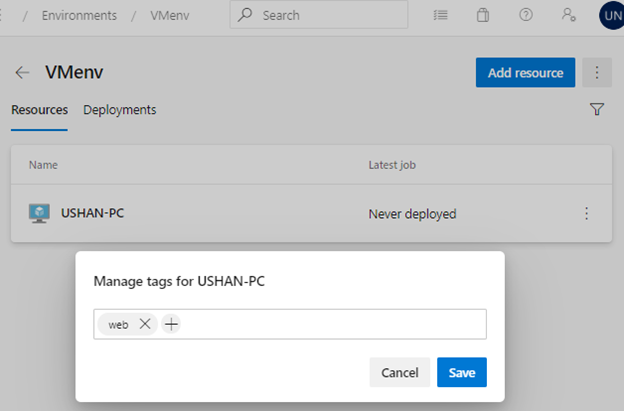 / Environments / VMenv Search UN
VMenv Add resource
Resources Deployments
Name Latest job
USHAN-PC Never deployed
Manage tags for USHAN-PC
web
Cancel Save